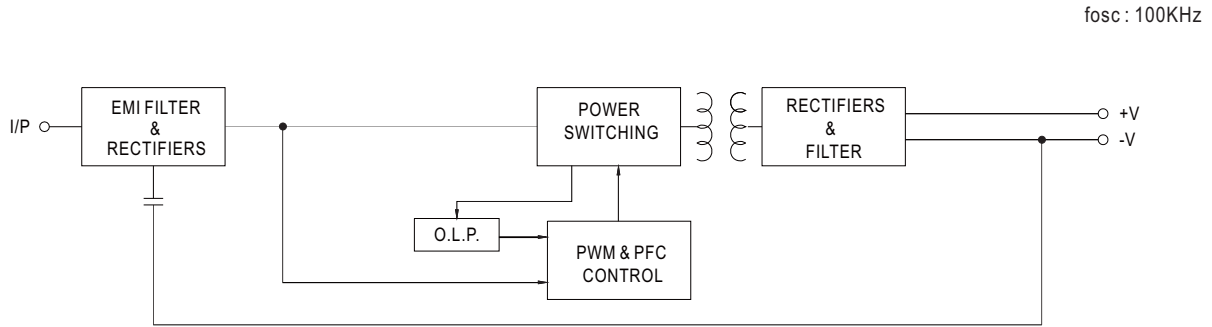 fosc : 100KHz
I/P
EMI FILTER
&
RECTIFIERS
POWER
SWITCHING
RECTIFIERS
&
FILTER
+V
-V
O.L.P.
PWM & PFC
CONTROL